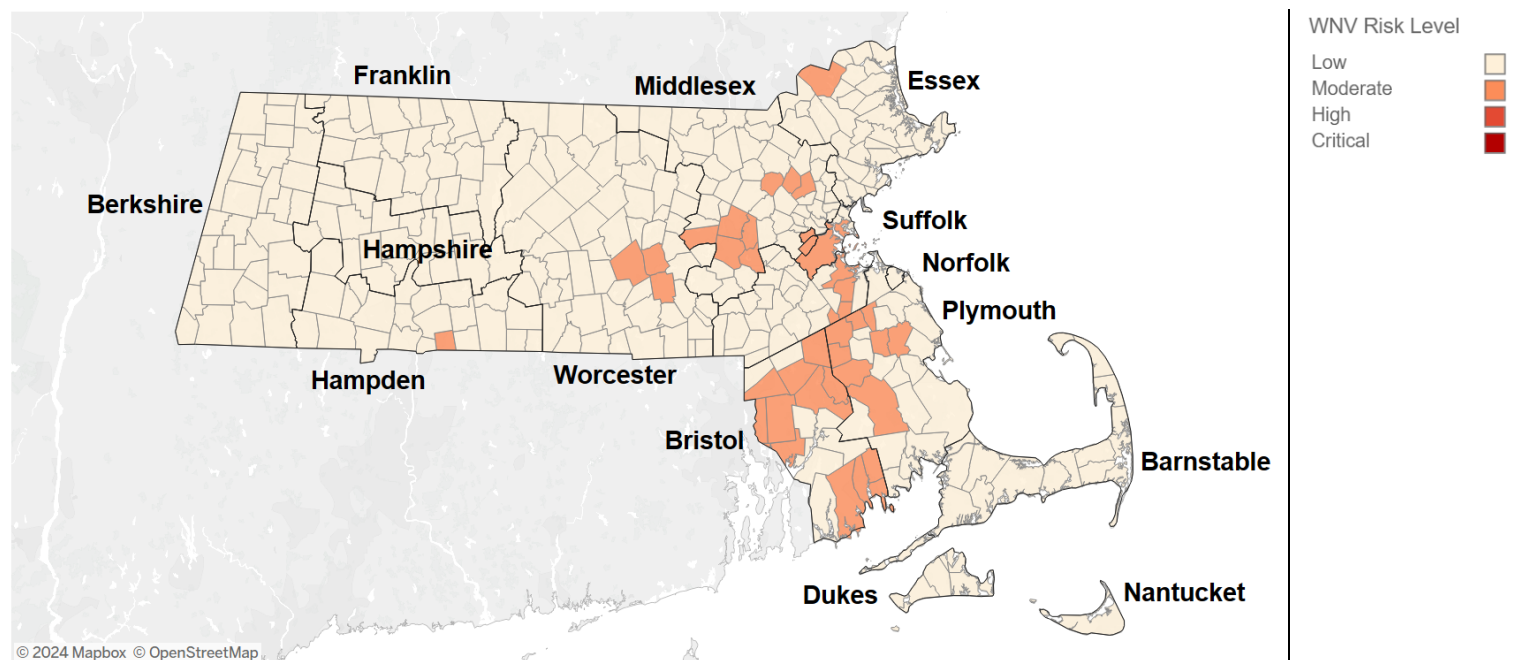 WNV Risk Level
Low
Moderate
High
Critical
Franklin
Middlesex
Essex
Berkshire
Suffolk
Hampshire
Norfolk
Plymouth
Hampden
Worcester
Bristol
Barnstable
Dukes
Nantucket
© 2024 Mapbox © OpenStreetMap